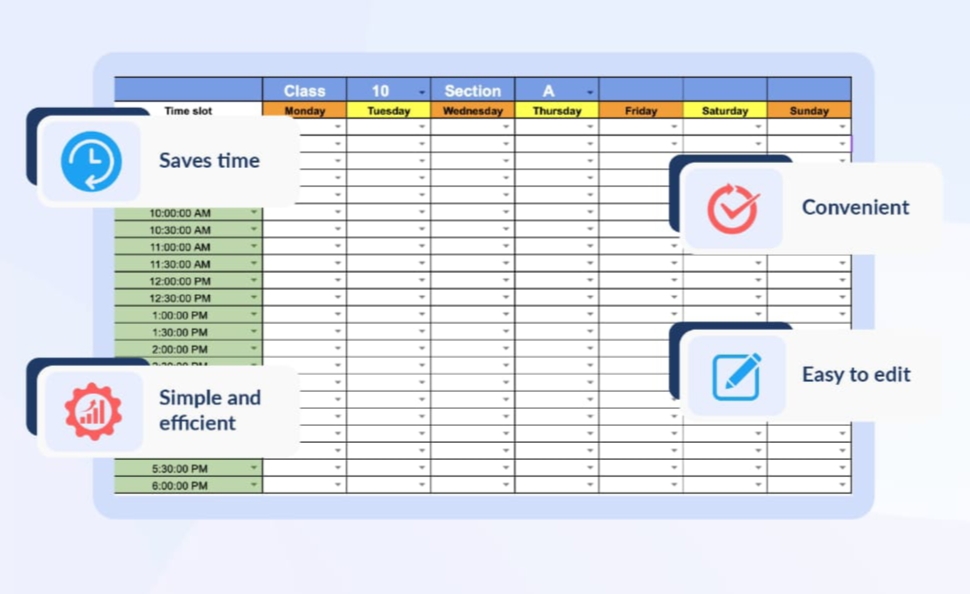 Class 10 Section A
Time slot Monday Tuesday Wednesday Thursday Friday Saturday Sunday
Saves time
Convenient
10:00:00 AM
10:30:00 AM
11:00:00 AM
11:30:00 AM
12:00:00 PM
12:30:00 PM
1:00:00 PM
1:30:00 PM
2:00:00 PM
Easy to edit
Simple and
efficient
5:30:00 PM
6:00:00 PM